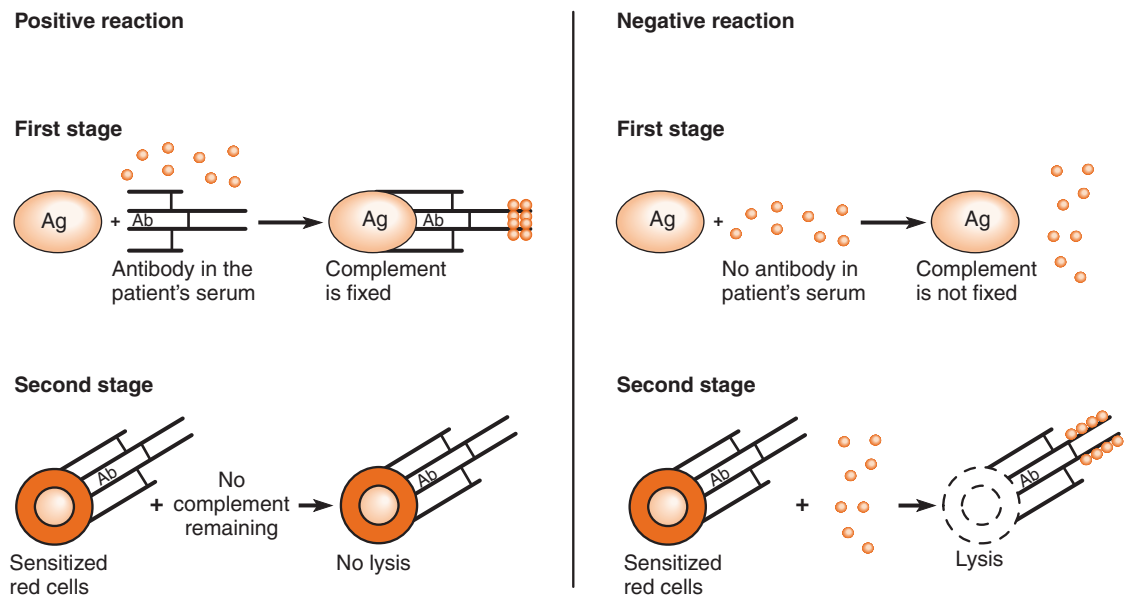 Positive reaction
First stage
Ag
+
Ab
Antibody in the
patient's serum
Ag
Ab
Complement
is fixed
Second stage
Ab
Sensitized
red cells
+
No
complement
remaining
Ab
No lysis
Negative reaction
First stage
Ag
+
No antibody in
patient's serum
Ag
Complement
is not fixed
Second stage
Ab
Sensitized
red cells
+
Ab
Lysis